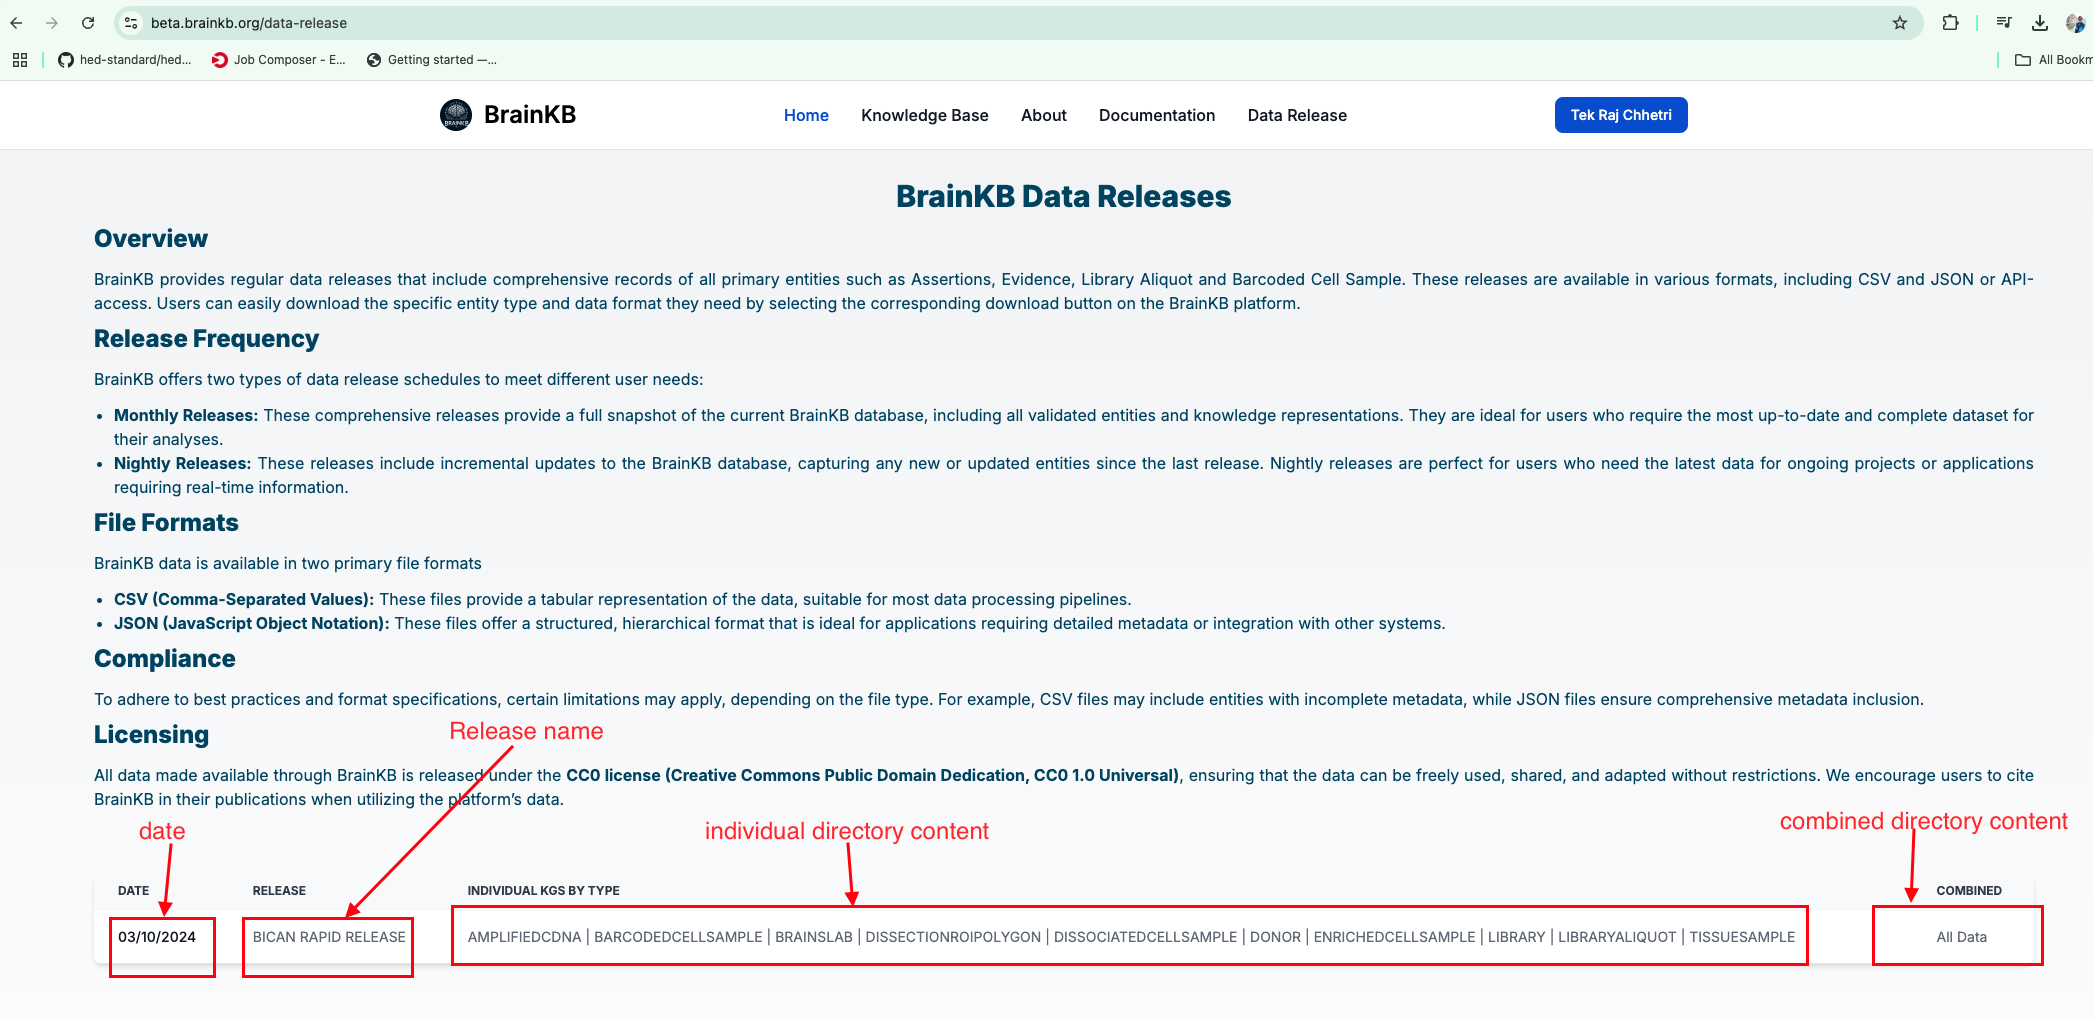 beta.brainkb.org/data-release
hed-standard/hed...
Job Composer - E...
Getting started —...
All Bookm
BRAINKB
BrainKB
Home
Knowledge Base
About
Documentation
Data Release
Tek Raj Chhetri
BrainKB Data Releases
Overview
BrainKB provides regular data releases that include comprehensive records of all primary entities such as Assertions, Evidence, Library Aliquot and Barcoded Cell Sample. These releases are available in various formats, including CSV and JSON or API-
access. Users can easily download the specific entity type and data format they need by selecting the corresponding download button on the BrainKB platform.
Release Frequency
BrainKB offers two types of data release schedules to meet different user needs:
• Monthly Releases: These comprehensive releases provide a full snapshot of the current BrainKB database, including all validated entities and knowledge representations. They are ideal for users who require the most up-to-date and complete dataset for
their analyses.
• Nightly Releases: These releases include incremental updates to the BrainKB database, capturing any new or updated entities since the last release. Nightly releases are perfect for users who need the latest data for ongoing projects or applications
requiring real-time information.
File Formats
BrainKB data is available in two primary file formats
• CSV (Comma-Separated Values): These files provide a tabular representation of the data, suitable for most data processing pipelines.
• JSON (JavaScript Object Notation): These files offer a structured, hierarchical format that is ideal for applications requiring detailed metadata or integration with other systems.
Compliance
To adhere to best practices and format specifications, certain limitations may apply, depending on the file type. For example, CSV files may include entities with incomplete metadata, while JSON files ensure comprehensive metadata inclusion.
Release name
Licensing
All data made available through BrainKB is released under the CC0 license (Creative Commons Public Domain Dedication, CC0 1.0 Universal), ensuring that the data can be freely used, shared, and adapted without restrictions. We encourage users to cite
BrainKB in their publications when utilizing the platform's data.
date
individual directory content
combined directory content
DATE
RELEASE
INDIVIDUAL KGS BY TYPE
COMBINED
03/10/2024
BICAN RAPID RELEASE
AMPLIFIEDCDNA | BARCODEDCELLSAMPLE | BRAINSLAB | DISSECTIONROIPOLYGON | DISSOCIATEDCELLSAMPLE | DONOR | ENRICHEDCELLSAMPLE | LIBRARY | LIBRARYALIQUOT | TISSUESAMPLE
All Data